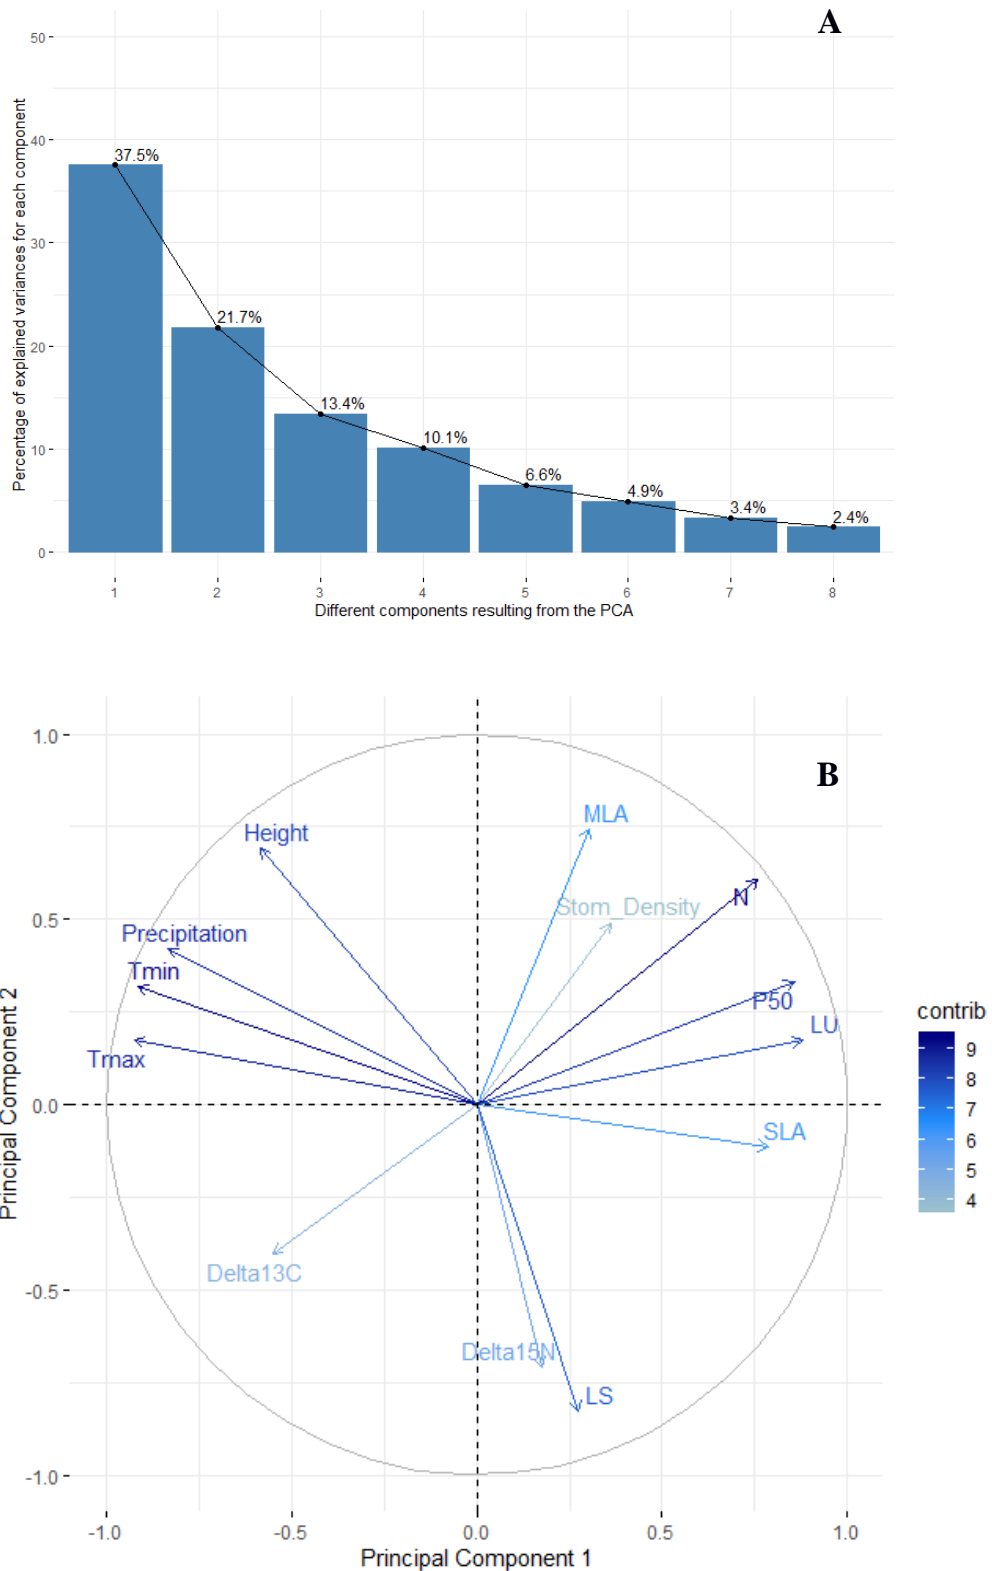 A
Percentage of explained variances for each component
50
40
30
20
10
0
37.5%
21.7%
13.4%
10.1%
6.6%
4.9%
3.4%
2.4%
1 2 3 4 5 6 7 8
Different components resulting from the PCA
B
Principal Component 2
1.0
0.5
0.0
-0.5
-1.0
MLA
Height
N
Stom_Density
Precipitation
Tmin
P50
LU
Tmax
SLA
Delta13C
Delta15N
LS
-1.0 -0.5 0.0 0.5 1.0
Principal Component 1
contrib
9
8
7
6
5
4